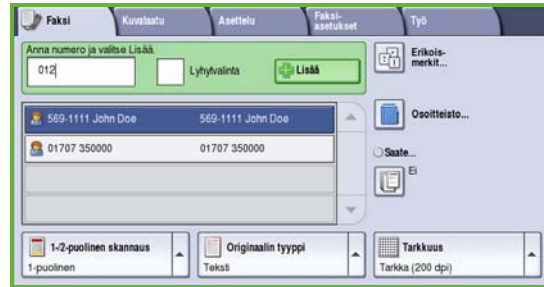 Faksi
Kuvalaatu
Asettelu
Faksi-
asetukset
Työ
Anna numero ja valitse Lisää.
012
Lyhytvalinta
Lisää
Erikois-
merkit...
569-1111 John Doe 569-1111 John Doe
01707 350000 01707 350000
Osoitteisto...
Saate...
Ei
1-/2-puolinen skannaus
1-puolinen
Originaalin tyyppi
Teksti
Tarkkuus
Tarkka (200 dpi)